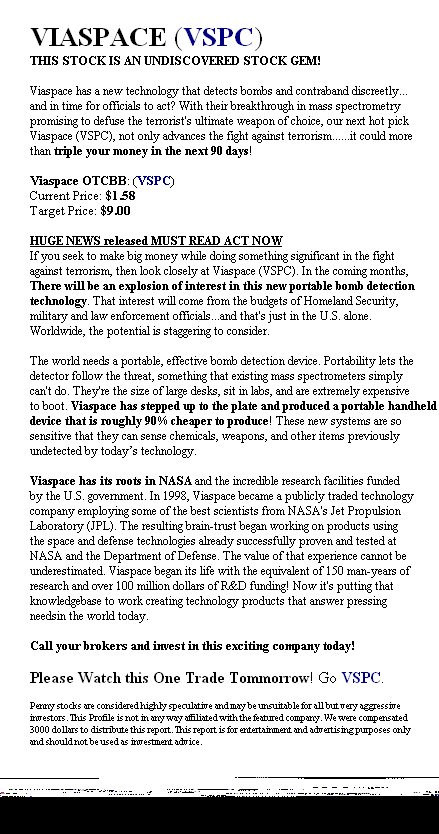 VIASPACE (VSPC)
THIS STOCK IS AN UNDISCOVERED STOCK GEM!
Viaspace has a new technology that detects bombs and contraband discreetly...
and in time for officials to act? With their breakthrough in mass spectrometry
promising to defuse the terrorist's ultimate weapon of choice, our next hot pick
Viaspace (VSPC), not only advances the fight against terrorism......it could more
than triple your money in the next 90 days!
Viaspace OTCBB: (VSPC)
Current Price: $1.58
Target Price: $9.00
HUGE NEWS released MUST READ ACT NOW
If you seek to make big money while doing something significant in the fight
against terrorism, then look closely at Viaspace (VSPC). In the coming months,
There will be an explosion of interest in this new portable bomb detection
technology. That interest will come from the budgets of Homeland Security,
military and law enforcement officials...and that's just in the U.S. alone.
Worldwide, the potential is staggering to consider.
The world needs a portable, effective bomb detection device. Portability lets the
detector follow the threat, something that existing mass spectrometers simply
can't do. They're the size of large desks, sit in labs, and are extremely expensive
to boot. Viaspace has stepped up to the plate and produced a portable handheld
device that is roughly 90% cheaper to produce! These new systems are so
sensitive that they can sense chemicals, weapons, and other items previously
undetected by today's technology.
Viaspace has its roots in NASA and the incredible research facilities funded
by the U.S. government. In 1998, Viaspace became a publicly traded technology
company employing some of the best scientists from NASA's Jet Propulsion
Laboratory (JPL). The resulting brain-trust began working on products using
the space and defense technologies already successfully proven and tested at
NASA and the Department of Defense. The value of that experience cannot be
underestimated. Viaspace began its life with the equivalent of 150 man-years of
research and over 100 million dollars of R&D funding! Now it's putting that
knowledgebase to work creating technology products that answer pressing
needsin the world today.
Call your brokers and invest in this exciting company today!
Please Watch this One Trade Tommorrow! Go VSPC.
Penny stocks are considered highly speculative and may be unsuitable for all but very aggressive
investors. This Profile is not in any way affiliated with the featured company. We were compensated
3000 dollars to distribute this report. This report is for entertainment and advertising purposes only
and should not be used as investment advice.